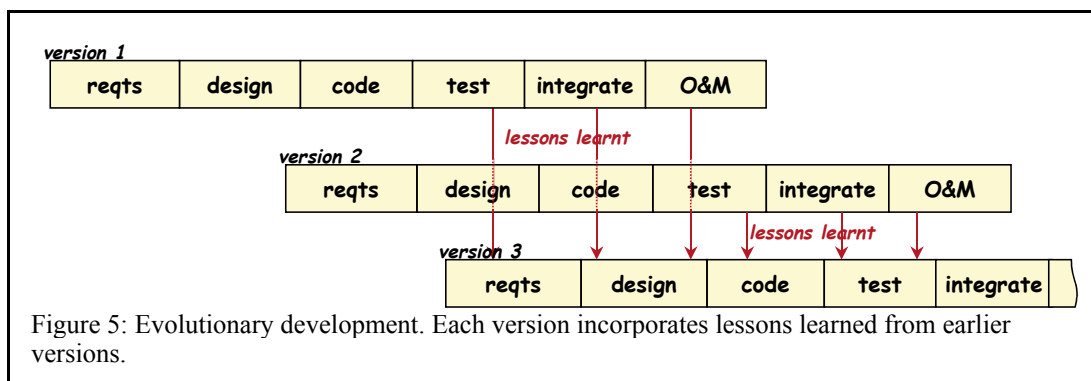 version 1
reqts design code test integrate O&M
lessons learnt
version 2
reqts design code test integrate O&M
lessons learnt
version 3
reqts design code test integrate
Figure 5: Evolutionary development. Each version incorporates lessons learned from earlier
versions.